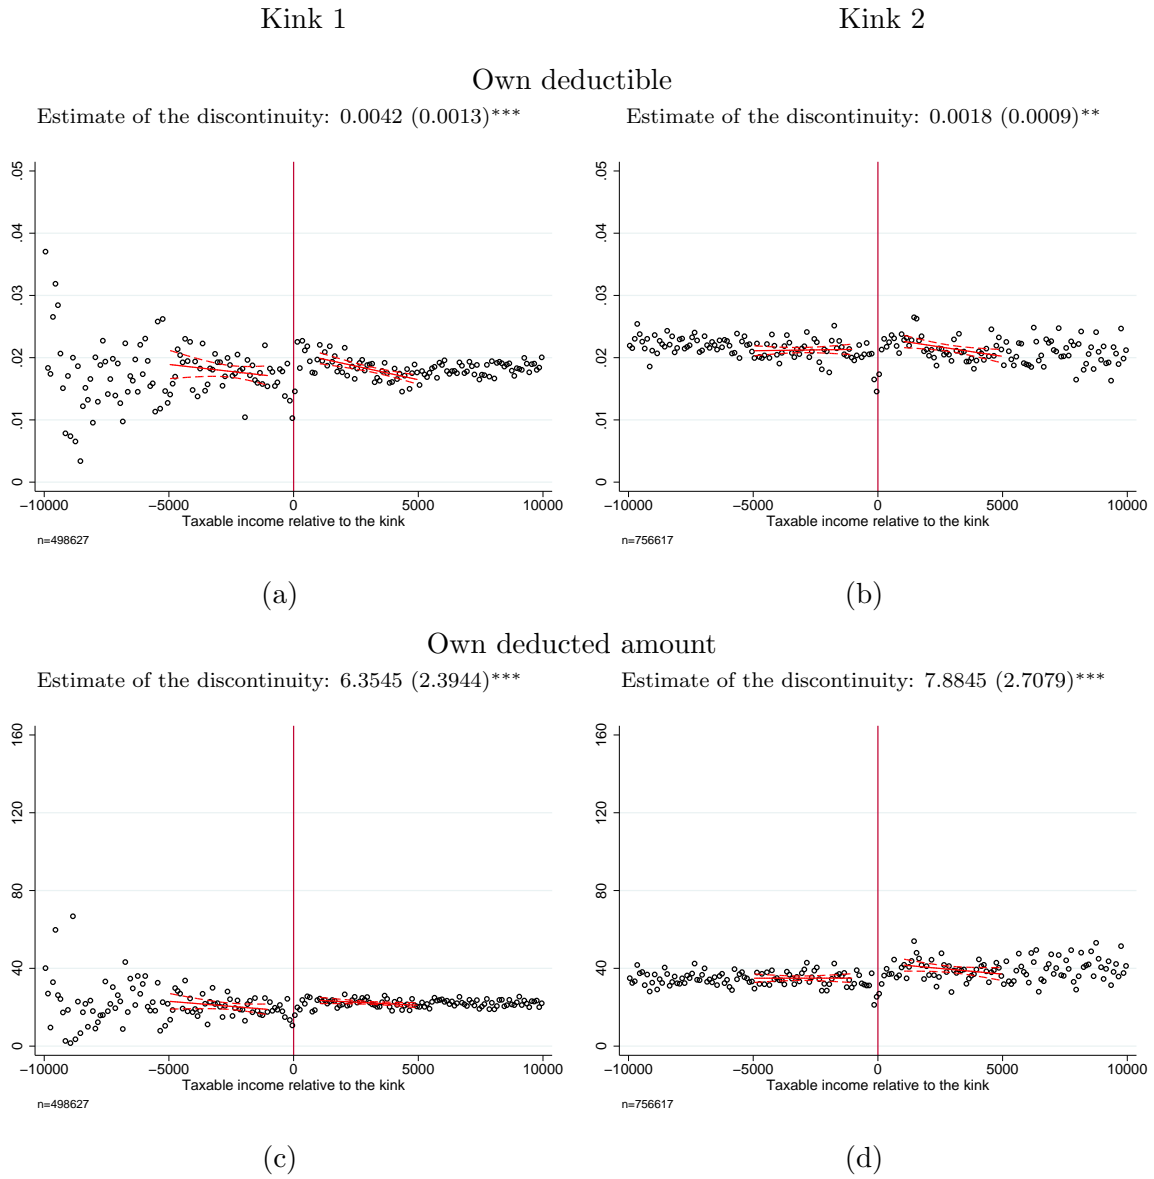 Kink 1 Kink 2
Own deductible
Estimate of the discontinuity: 0.0042 (0.0013)*** Estimate of the discontinuity: 0.0018 (0.0009)**
.05 .05
.04 .04
.03 .03
.02 .02
.01 .01
0 0
−10000 −5000 0 5000 10000 −10000 −5000 0 5000 10000
Taxable income relative to the kink Taxable income relative to the kink
n=498627 n=756617
(a) (b)
Own deducted amount
Estimate of the discontinuity: 6.3545 (2.3944)*** Estimate of the discontinuity: 7.8845 (2.7079)***
160 160
120 120
80 80
40 40
0 0
−10000 −5000 0 5000 10000 −10000 −5000 0 5000 10000
Taxable income relative to the kink Taxable income relative to the kink
n=498627 n=756617
(c) (d)